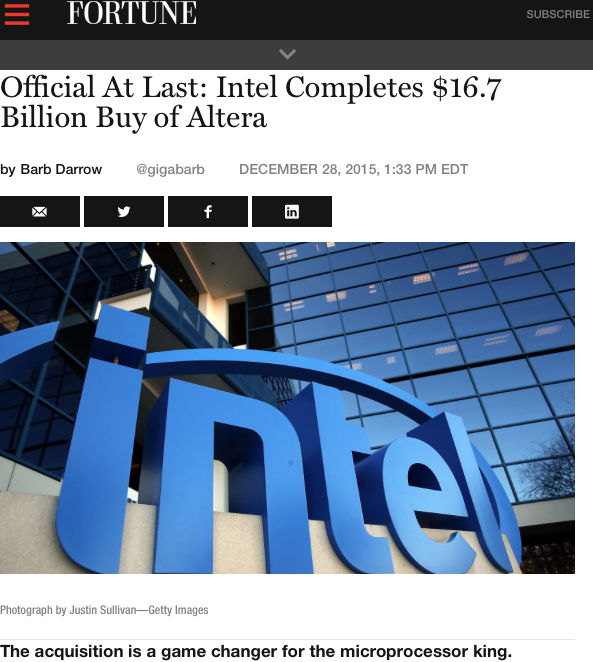 FORTUNE
SUBSCRIBE
Official At Last: Intel Completes $16.7
Billion Buy of Altera
by Barb Darrow @gigabarb DECEMBER 28, 2015, 1:33 PM EDT
f in
intel
Photograph by Justin Sullivan—Getty Images
The acquisition is a game changer for the microprocessor king.